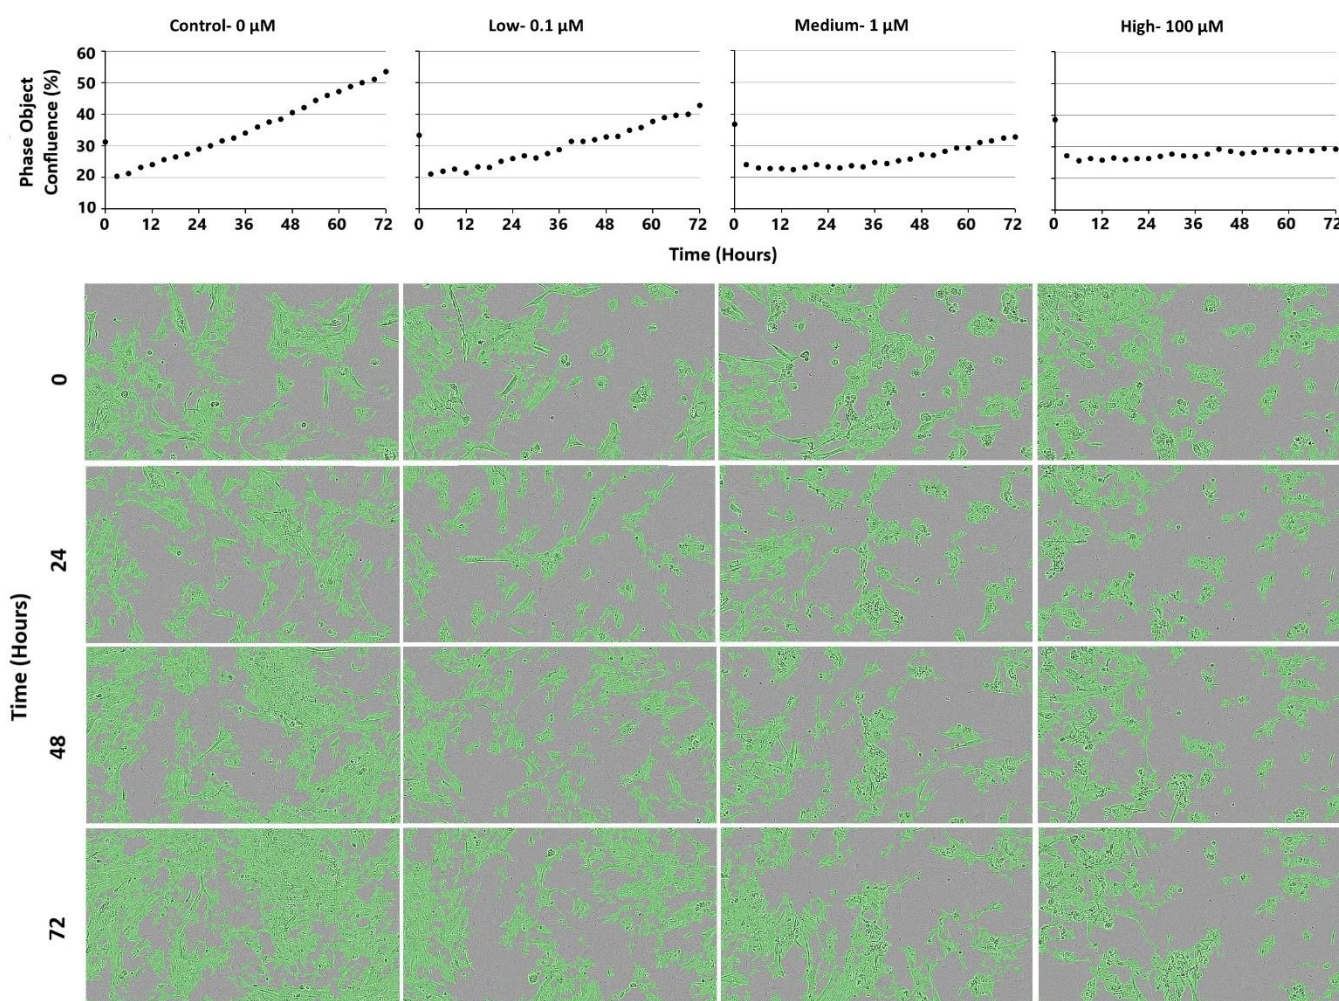 Control- 0 µM
Low- 0.1 µM
Medium- 1 µM
High- 100 µM
Phase Object
Confluence (%)
60
50
40
30
20
10
0 12 24 36 48 60 72
0 12 24 36 48 60 72
0 12 24 36 48 60 72
0 12 24 36 48 60 72
Time (Hours)
Time (Hours)
0
24
48
72